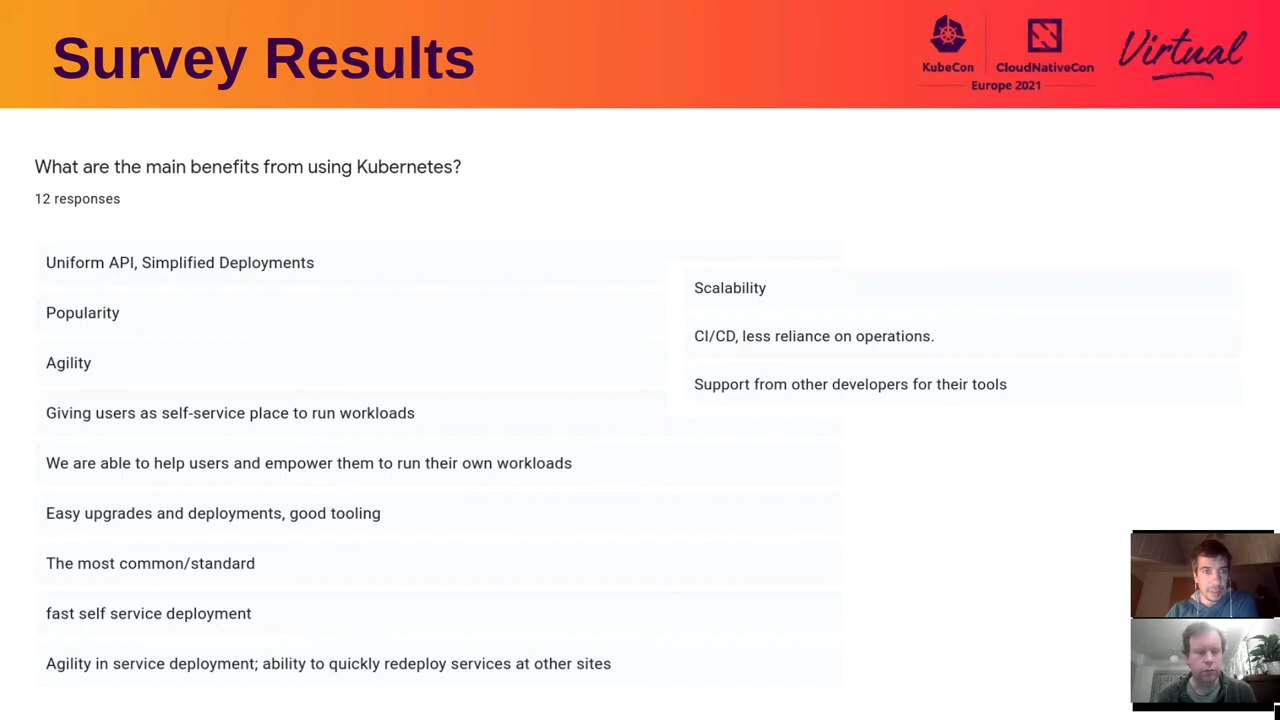 Survey Results
KubeCon
CloudNativeCon
Europe 2021
Virtual
What are the main benefits from using Kubernetes?
12 responses
Uniform API, Simplified Deployments
Popularity
Agility
Giving users as self-service place to run workloads
We are able to help users and empower them to run their own workloads
Easy upgrades and deployments, good tooling
The most common/standard
fast self service deployment
Agility in service deployment; ability to quickly redeploy services at other sites
Scalability
CI/CD, less reliance on operations.
Support from other developers for their tools